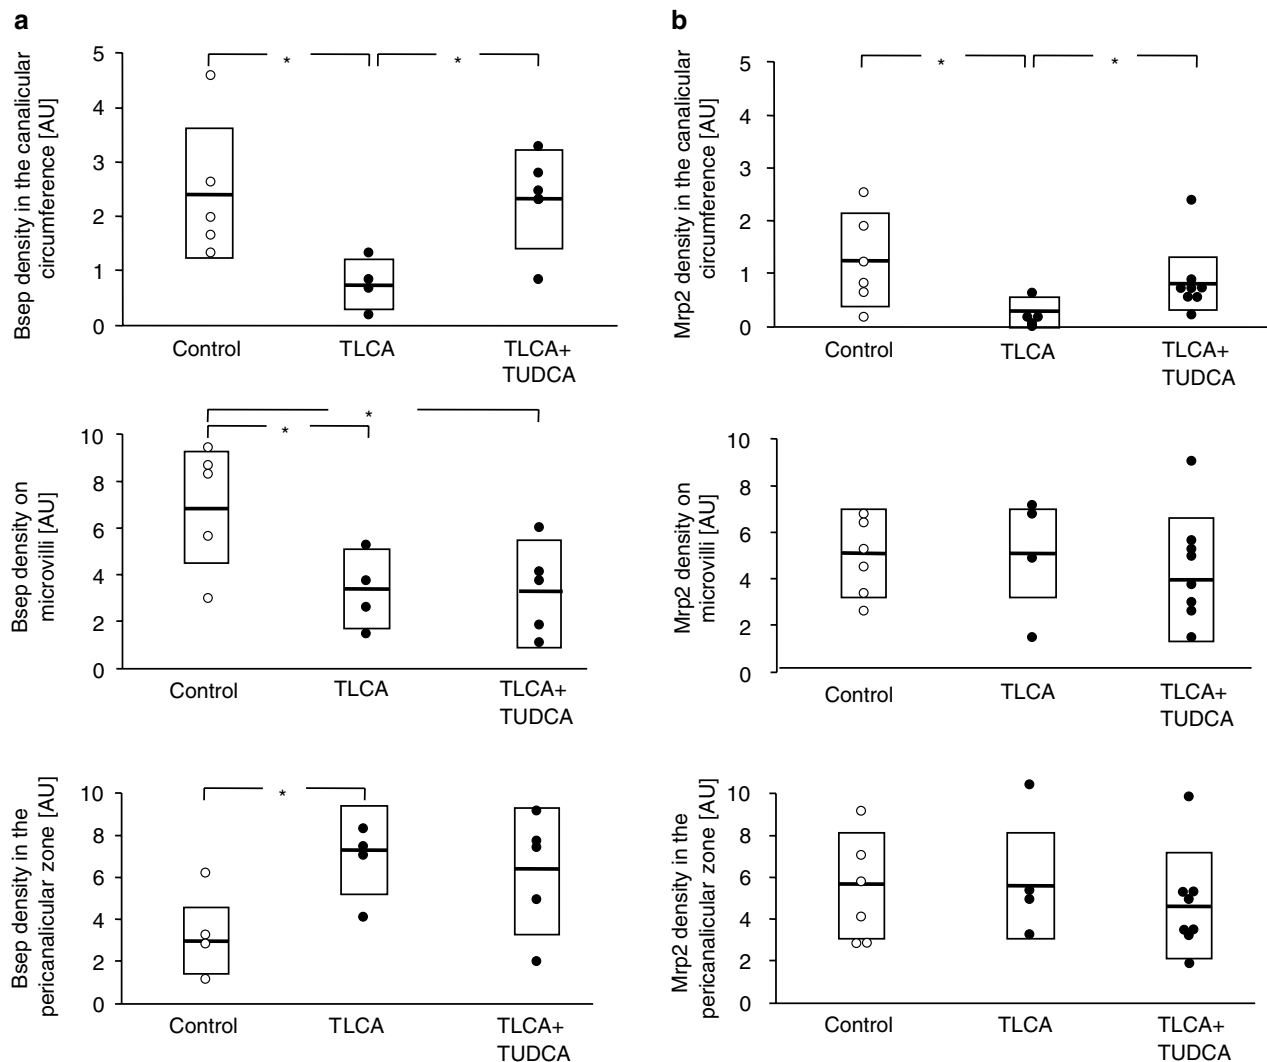 a
Bsep density in the canalicular
circumference [AU]
5
4
3
2
1
0
*
*
Control
TLCA
TLCA+
TUDCA
b
Mrp2 density in the canalicular
circumference [AU]
5
4
3
2
1
0
*
*
Control
TLCA
TLCA+
TUDCA
Bsep density on
microvilli [AU]
10
8
6
4
2
0
*
*
Control
TLCA
TLCA+
TUDCA
Mrp2 density on
microvilli [AU]
10
8
6
4
2
0
Control
TLCA
TLCA+
TUDCA
Bsep density in the
pericanalicular zone [AU]
10
8
6
4
2
0
*
Control
TLCA
TLCA+
TUDCA
Mrp2 density in the
pericanalicular zone [AU]
10
8
6
4
2
0
Control
TLCA
TLCA+
TUDCA